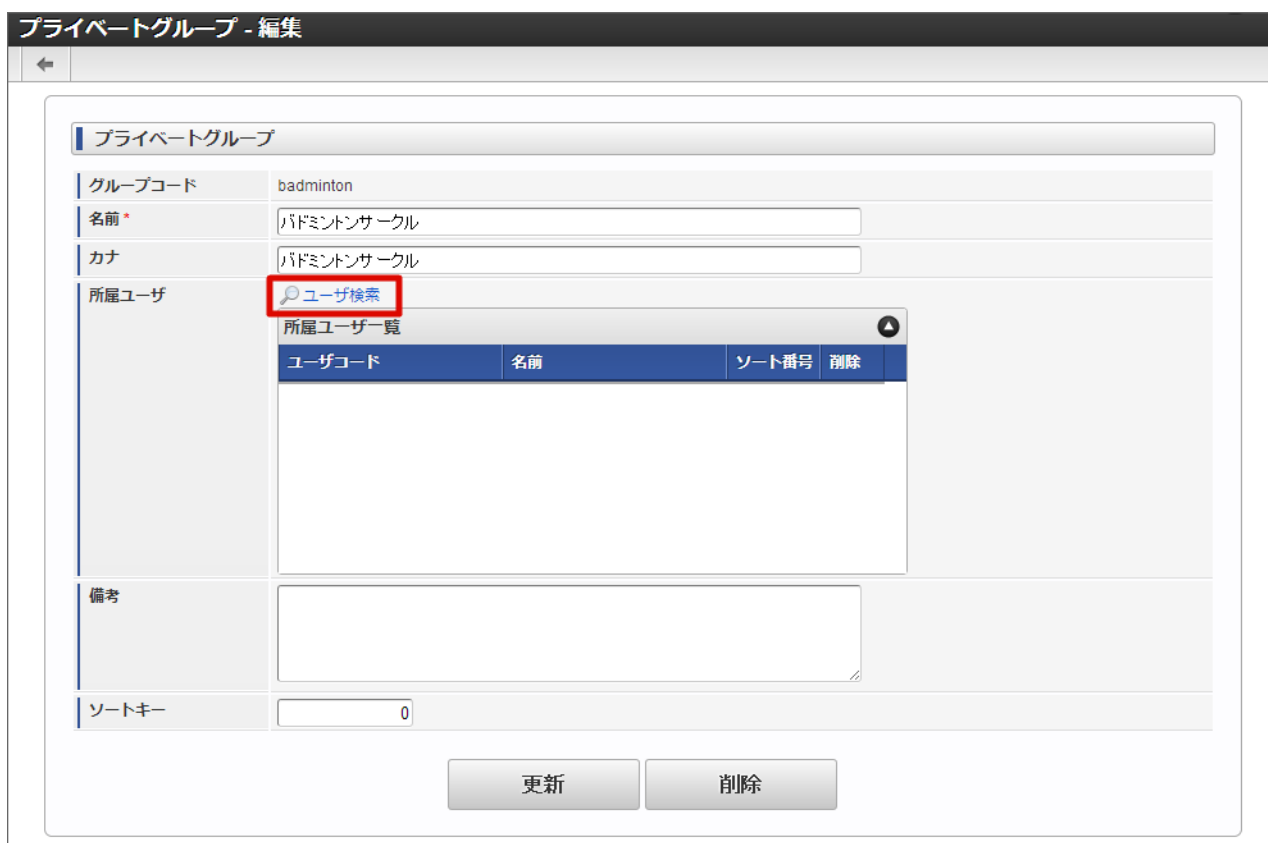 プライベートグループ - 編集
プライベートグループ
グループコード badminton
名前* バドミントンサークル
カナ バドミントンサークル
所属ユーザ ユーザ検索
所属ユーザ一覧
ユーザコード 名前 ソート番号 削除
備考
ソートキー 0
更新 削除